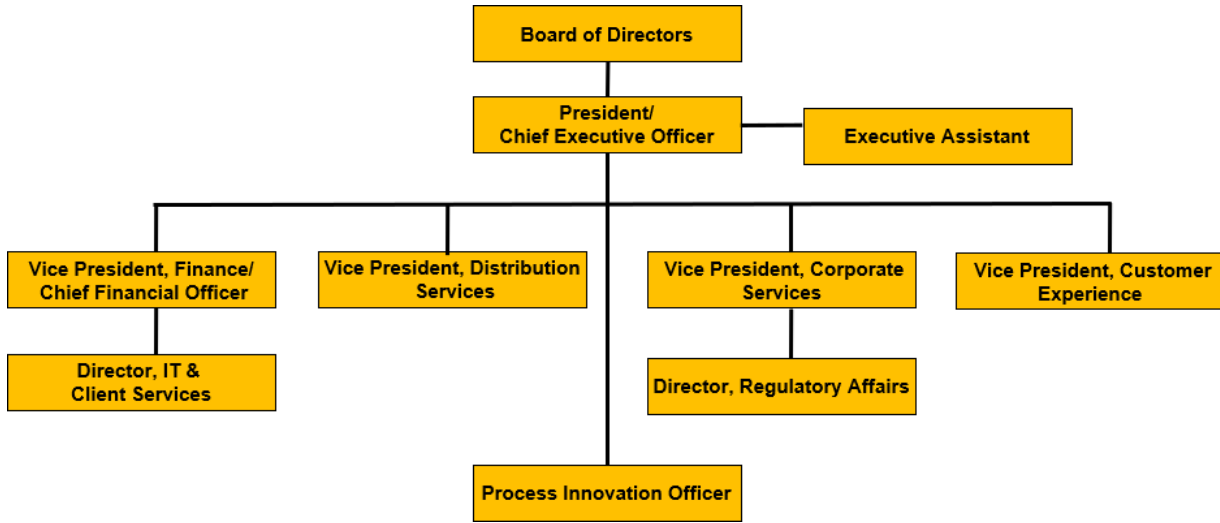 Board of Directors
President/
Chief Executive Officer
Executive Assistant
Vice President, Finance/
Chief Financial Officer
Vice President, Distribution
Services
Vice President, Corporate
Services
Vice President, Customer
Experience
Director, IT &
Client Services
Director, Regulatory Affairs
Process Innovation Officer